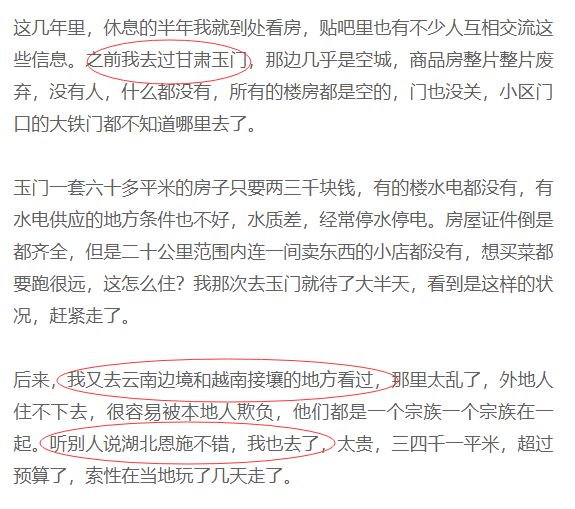 这几年里，休息的半年我就到处看房，贴吧里也有不少人互相交流这
些信息。之前我去过甘肃玉门，那边几乎是空城，商品房整片整片废
弃，没有人，什么都没有，所有的楼房都是空的，门也没关，小区门
口的大铁门都不知道哪里去了。
玉门一套六十多平米的房子只要两三千块钱，有的楼水电都没有，有
水电供应的地方条件也不好，水质差，经常停水停电。房屋证件倒是
都齐全，但是二十公里范围内连一间卖东西的小店都没有，想买菜都
要跑很远，这怎么住？我那次去玉门就待了大半天，看到是这样的状
况，赶紧走了。
后来，我又去云南边境和越南接壤的地方看过，那里太乱了，外地人
住不下去，很容易被本地人欺负，他们都是一个宗族一个宗族在一
起。听别人说湖北恩施不错，我也去了，太贵，三四千一平米，超过
预算了，索性在当地玩了几天走了。